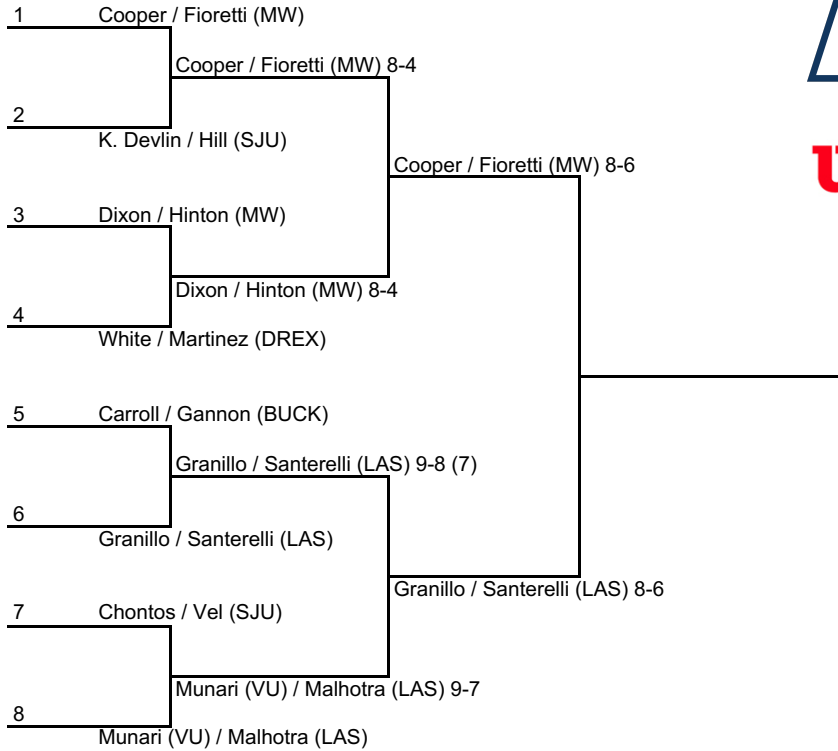 1 Cooper / Fioretti (MW)
Cooper / Fioretti (MW) 8-4
2
K. Devlin / Hill (SJU)
Cooper / Fioretti (MW) 8-6
3 Dixon / Hinton (MW)
Dixon / Hinton (MW) 8-4
4
White / Martinez (DREX)
5 Carroll / Gannon (BUCK)
Granillo / Santerelli (LAS) 9-8 (7)
6
Granillo / Santerelli (LAS)
Granillo / Santerelli (LAS) 8-6
7 Chontos / Vel (SJU)
Munari (VU) / Malhotra (LAS) 9-7
8
Munari (VU) / Malhotra (LAS)